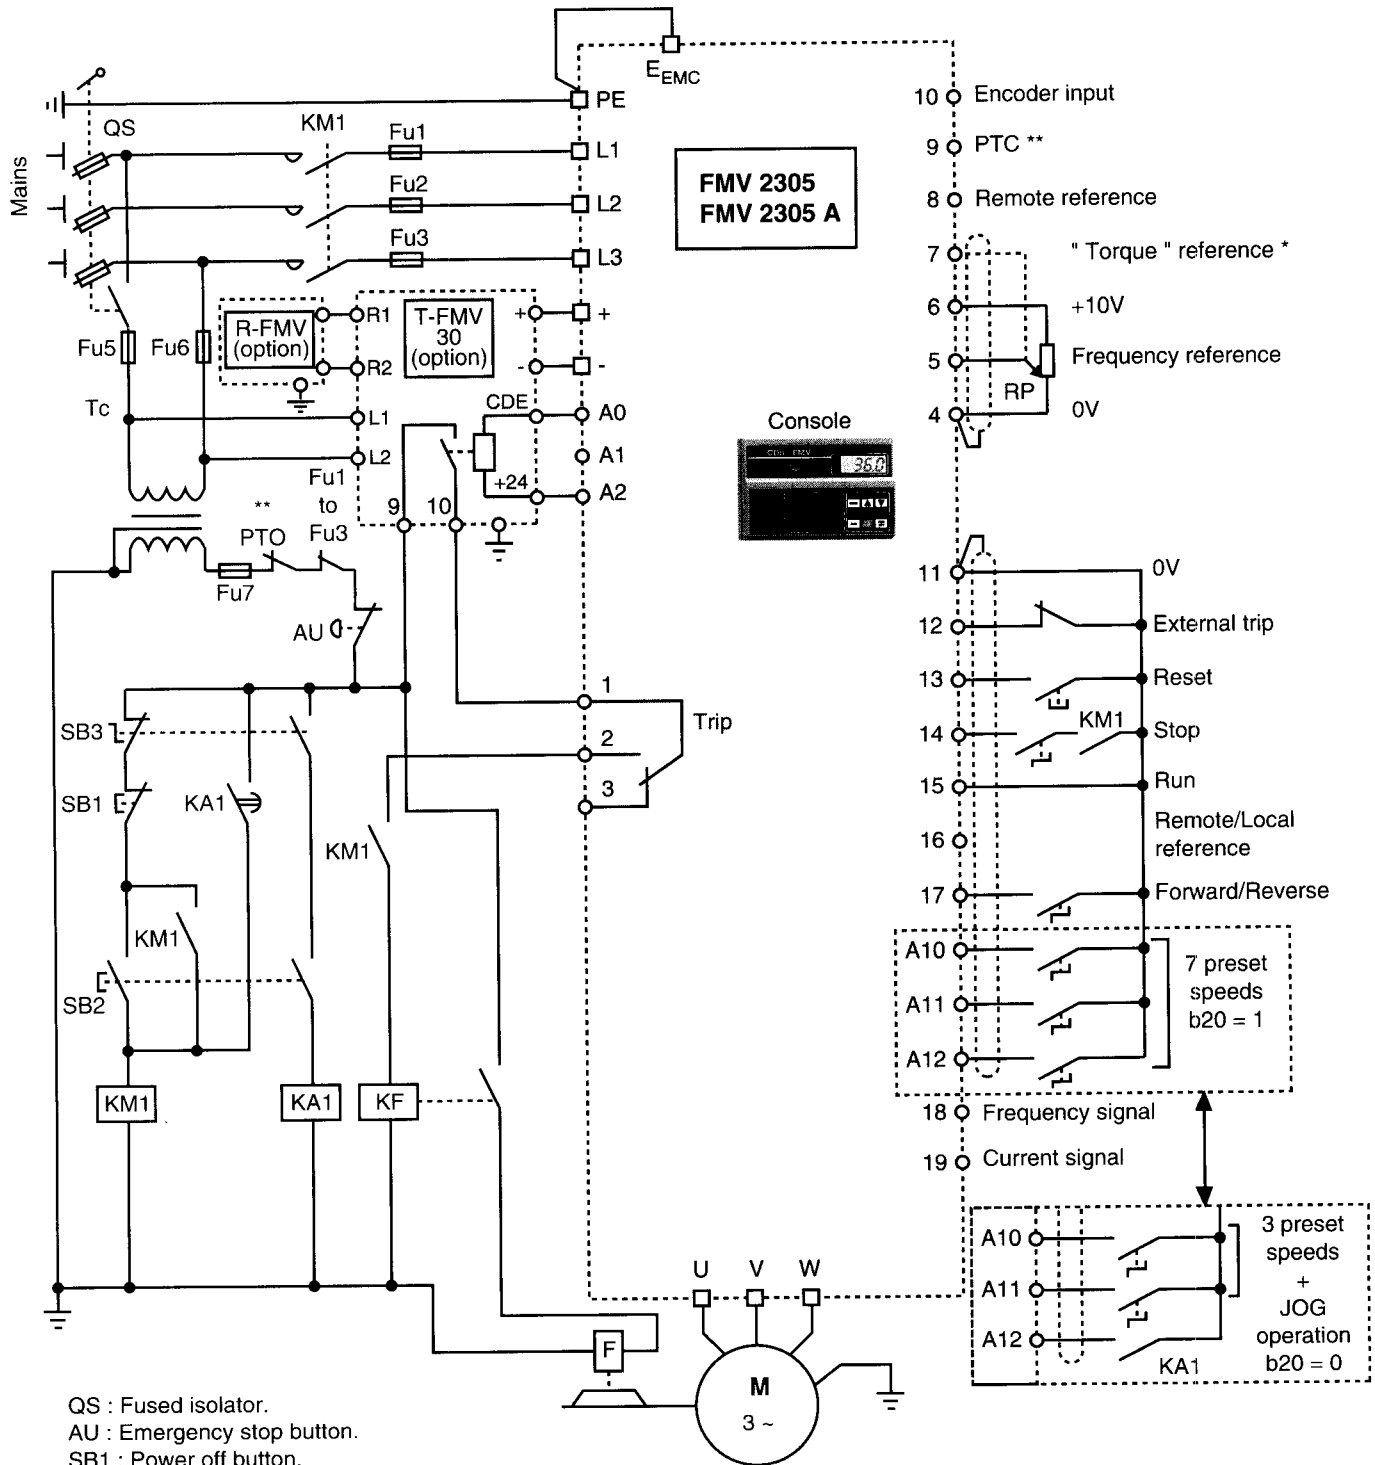 E EMC
PE
10 Encoder input
QS
KM1
Fu1
L1
9 PTC **
Mains
Fu2
L2
FMV 2305
FMV 2305 A
8 Remote reference
Fu3
L3
7 " Torque " reference *
R-FMV
(option)
R1
T-FMV
30
(option)
+ +
6 +10V
Fu5
Fu6
R2
- -
5 Frequency reference
RP
Tc
L1
CDE
A0
4 0V
Console
L2
A1
36.0
+24
A2
Fu1
to
Fu3
9 10
**
PTO
Fu7
11 0V
AU
12 External trip
1
13 Reset
Trip
SB3
2
14 KM1 Stop
3
15 Run
SB1
KA1
KM1
16 Remote/Local
reference
17 Forward/Reverse
KM1
A10
7 preset
speeds
b20 = 1
SB2
A11
A12
KM1
KA1
KF
18 Frequency signal
19 Current signal
A10
3 preset
speeds
+
JOG
operation
b20 = 0
U V W
A11
A12
KA1
F
M
3 ~
QS : Fused isolator.
AU : Emergency stop button.
SB1 : Power off button.